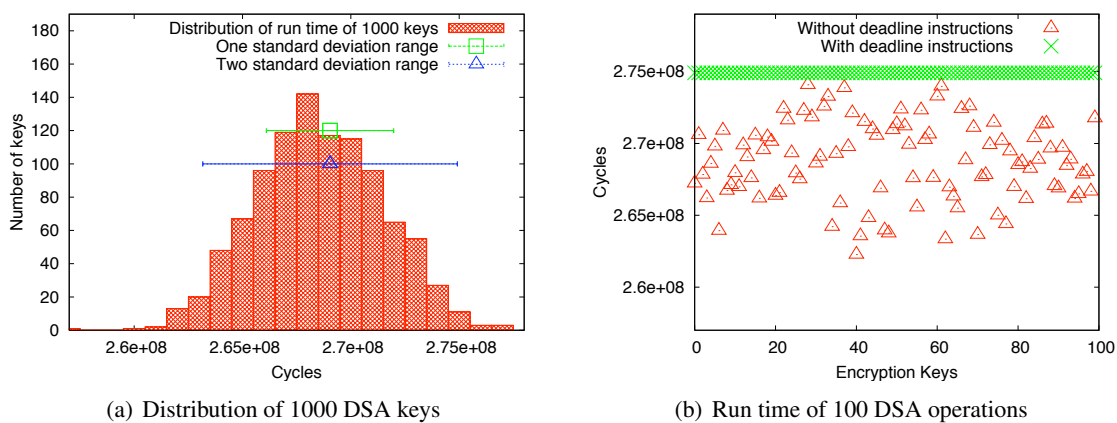 Distribution of run time of 1000 keys
One standard deviation range
Two standard deviation range
Number of keys
180
160
140
120
100
80
60
40
20
0
2.6e+08
2.65e+08
2.7e+08
2.75e+08
Cycles
(a) Distribution of 1000 DSA keys
Without deadline instructions
With deadline instructions
Cycles
2.75e+08
2.7e+08
2.65e+08
2.6e+08
0
20
40
60
80
100
Encryption Keys
(b) Run time of 100 DSA operations